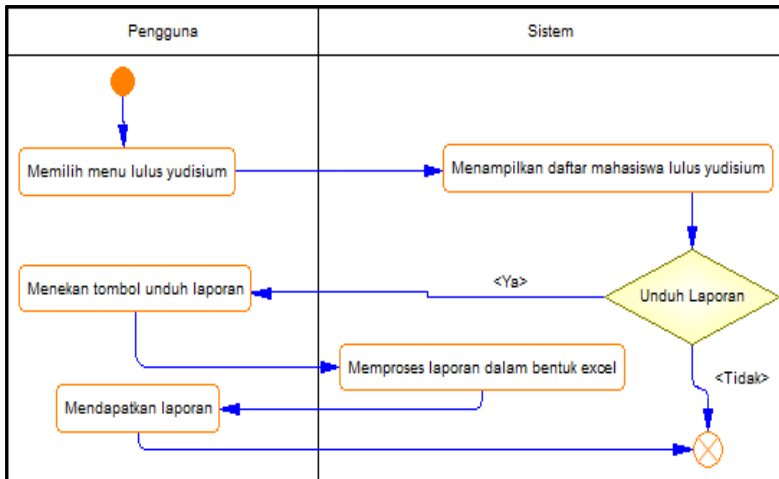 Pengguna
Sistem
Memilih menu lulus yudisium
Menampilkan daftar mahasiswa lulus yudisium
<Ya>
Menekan tombol unduh laporan
Unduh Laporan
Memproses laporan dalam bentuk excel
<Tidak>
Mendapatkan laporan